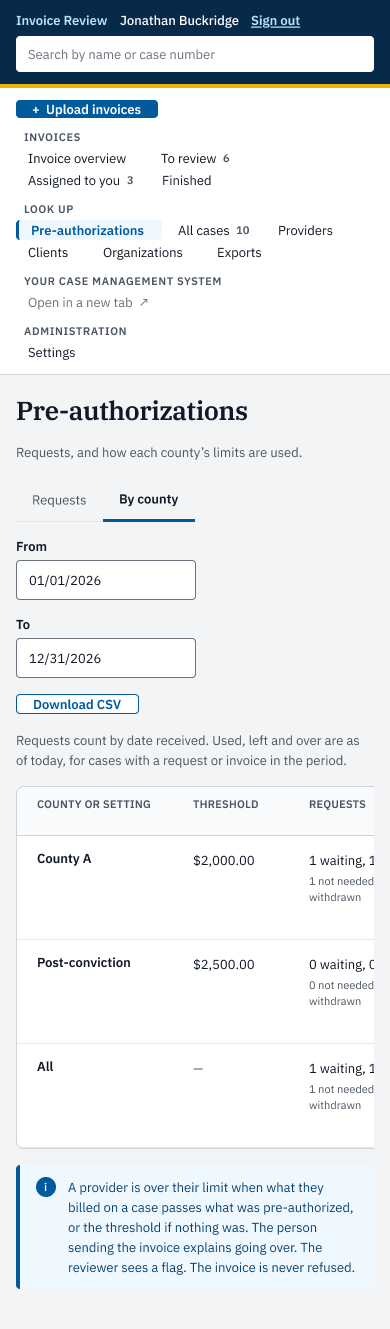 Invoice Review Jonathan Buckridge Sign out
Search by name or case number
+ Upload invoices
INVOICES
Invoice overview To review 6
Assigned to you 3 Finished
LOOK UP
Pre-authorizations All cases 10 Providers
Clients Organizations Exports
YOUR CASE MANAGEMENT SYSTEM
Open in a new tab ↗
ADMINISTRATION
Settings
Pre-authorizations
Requests, and how each county’s limits are used.
Requests By county
From
01/01/2026
To
12/31/2026
Download CSV
Requests count by date received. Used, left and over are as
of today, for cases with a request or invoice in the period.
COUNTY OR SETTING THRESHOLD REQUESTS
County A $2,000.00 1 waiting, 1
1 not needed
withdrawn
Post-conviction $2,500.00 0 waiting, 0
0 not needed
withdrawn
All — 1 waiting, 1
1 not needed
withdrawn
i
A provider is over their limit when what they
billed on a case passes what was pre-authorized,
or the threshold if nothing was. The person
sending the invoice explains going over. The
reviewer sees a flag. The invoice is never refused.